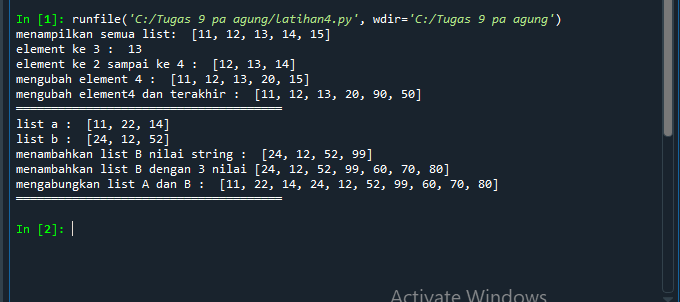 In [1]: runfile('C:/Tugas 9 pa agung/latihan4.py', wdir='C:/Tugas 9 pa agung')
menampilkan semua list:  [11, 12, 13, 14, 15]
element ke 3 :  13
element ke 2 sampai ke 4 :  [12, 13, 14]
mengubah element 4 :  [11, 12, 13, 20, 15]
mengubah element4 dan terakhir :  [11, 12, 13, 20, 90, 50]
list a :  [11, 22, 14]
list b :  [24, 12, 52]
menambahkan list B nilai string :  [24, 12, 52, 99]
menambahkan list B dengan 3 nilai [24, 12, 52, 99, 60, 70, 80]
mengabungkan list A dan B :  [11, 22, 14, 24, 12, 52, 99, 60, 70, 80]
In [2]:
Activate Windows